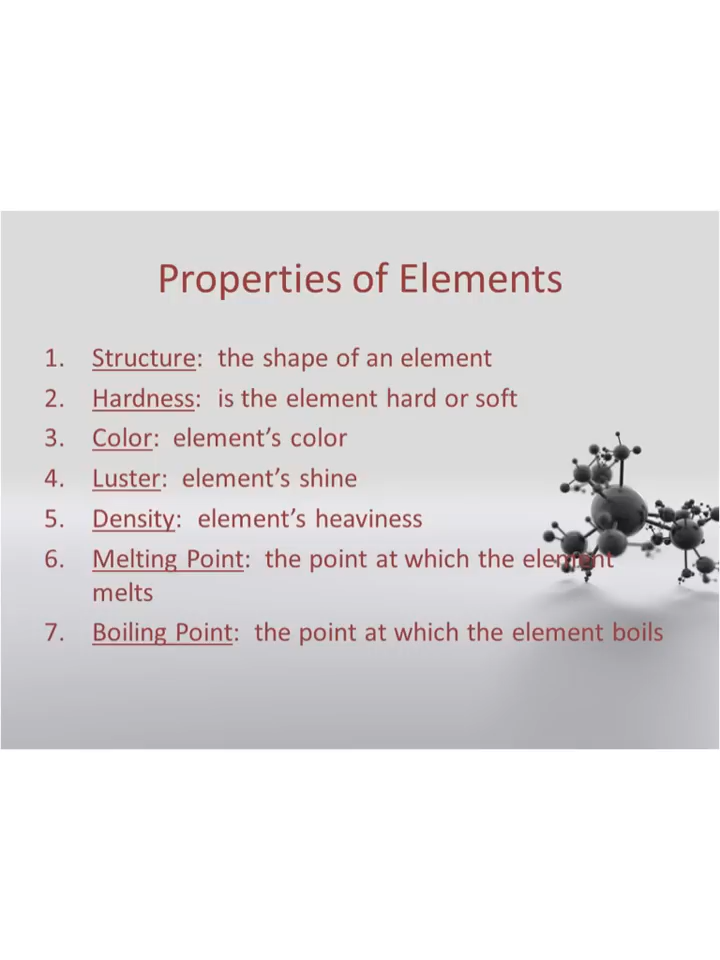 Properties of Elements
1. Structure: the shape of an element
2. Hardness: is the element hard or soft
3. Color: element’s color
4. Luster: element’s shine
5. Density: element’s heaviness
6. Melting Point: the point at which the element
melts
7. Boiling Point: the point at which the element boils